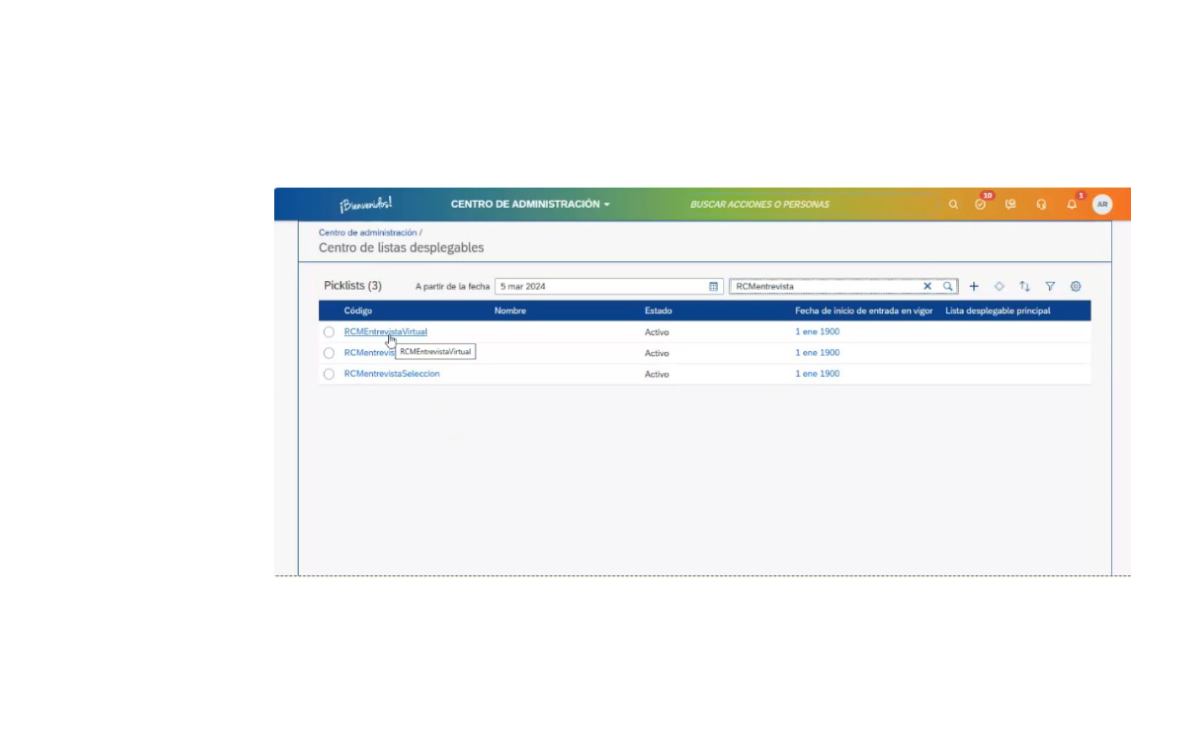 ¡Bienvenidos!
CENTRO DE ADMINISTRACIÓN
BUSCAR ACCIONES O PERSONAS
10
1
AR
Centro de administración /
Centro de listas desplegables
Picklists (3)
A partir de la fecha
5 mar 2024
RCMentrevista
Código
Nombre
Estado
Fecha de inicio de entrada en vigor
Lista desplegable principal
RCMEntrevistaVirtual
Activo
1 ene 1900
RCMEntrevistaVirtual
Activo
1 ene 1900
RCMentrevistaSeleccion
Activo
1 ene 1900